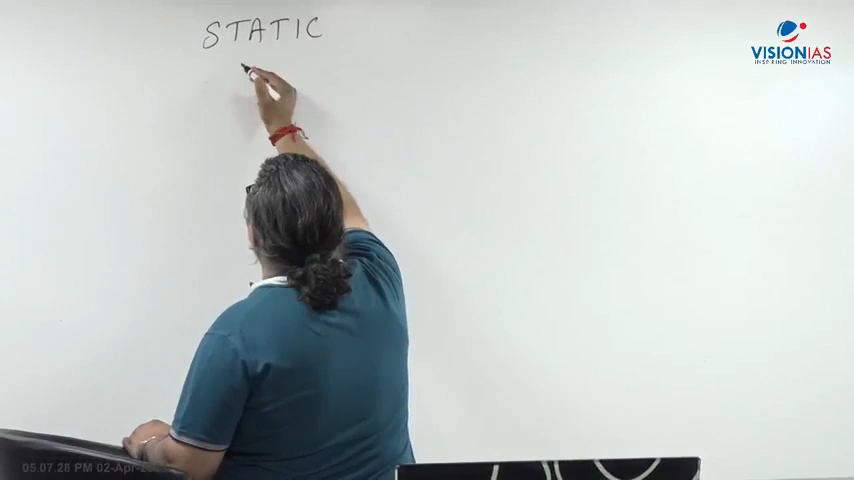 STATIC
VISIONIAS
INSPIRING INNOVATION
05.07.28 PM 02-Apr-